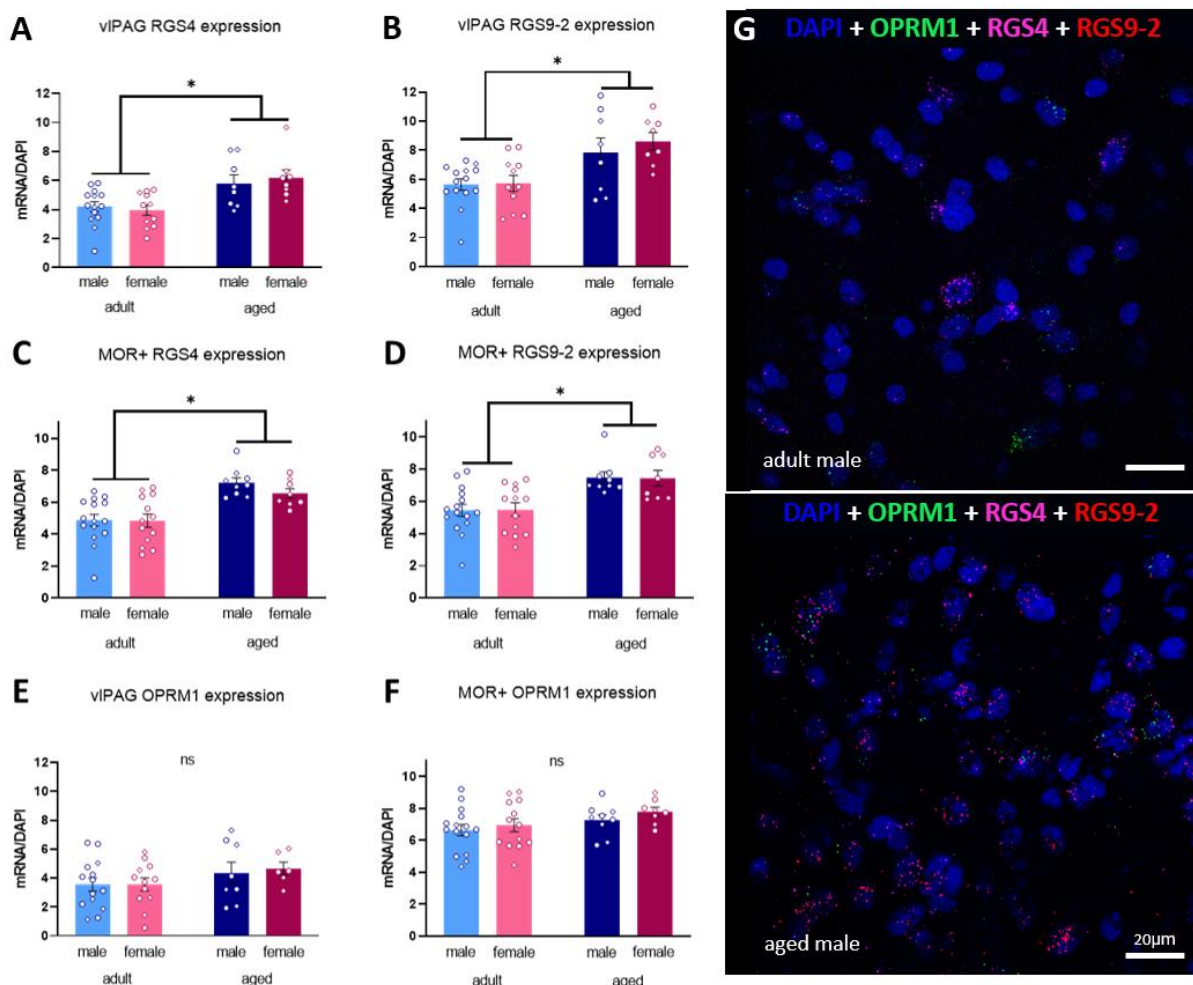 A
vlPAG RGS4 expression
*
mRNA/DAPI
12
10
8
6
4
2
0
male female male female
adult aged
B
vlPAG RGS9-2 expression
*
mRNA/DAPI
12
10
8
6
4
2
0
male female male female
adult aged
C
MOR+ RGS4 expression
*
mRNA/DAPI
10
8
6
4
2
0
male female male female
adult aged
D
MOR+ RGS9-2 expression
*
mRNA/DAPI
10
8
6
4
2
0
male female male female
adult aged
E
vlPAG OPRM1 expression
ns
mRNA/DAPI
12
10
8
6
4
2
0
male female male female
adult aged
F
MOR+ OPRM1 expression
ns
mRNA/DAPI
10
8
6
4
2
0
male female male female
adult aged
G
DAPI + OPRM1 + RGS4 + RGS9-2
adult male
DAPI + OPRM1 + RGS4 + RGS9-2
aged male
20µm